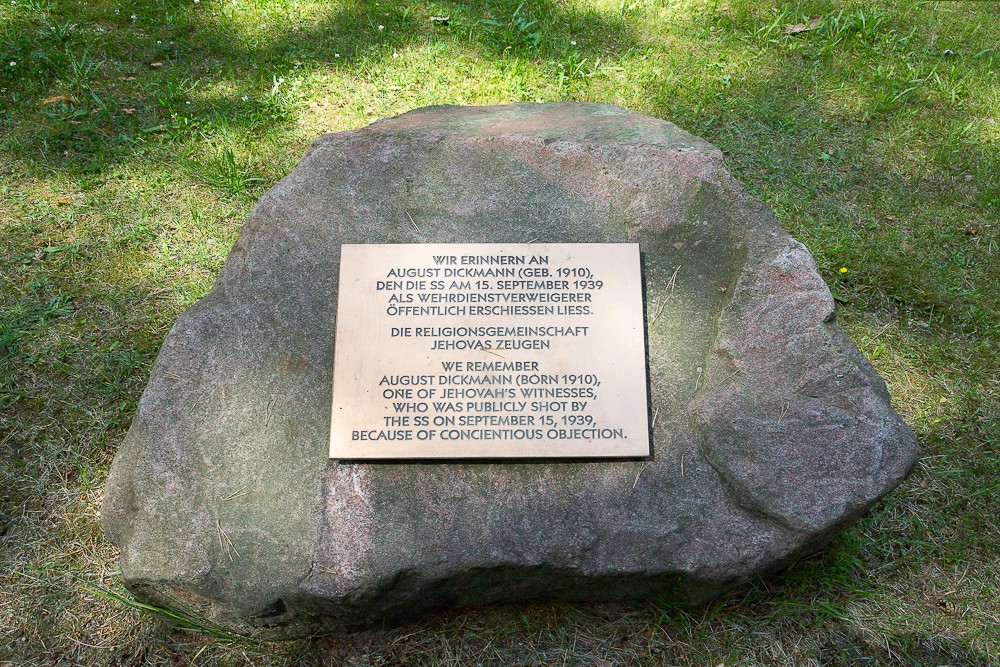 WIR ERINNERN AN
AUGUST DICKMANN (GEB. 1910),
DEN DIE SS AM 15. SEPTEMBER 1939
ALS WEHRDIENSTVERWEIGERER
ÖFFENTLICH ERSCHIESSEN LIESS.
DIE RELIGIONSGEMEINSCHAFT
JEHOVAS ZEUGEN
WE REMEMBER
AUGUST DICKMANN (BORN 1910),
ONE OF JEHOVAH'S WITNESSES,
WHO WAS PUBLICLY SHOT BY
THE SS ON SEPTEMBER 15, 1939,
BECAUSE OF CONCIENTIOUS OBJECTION.